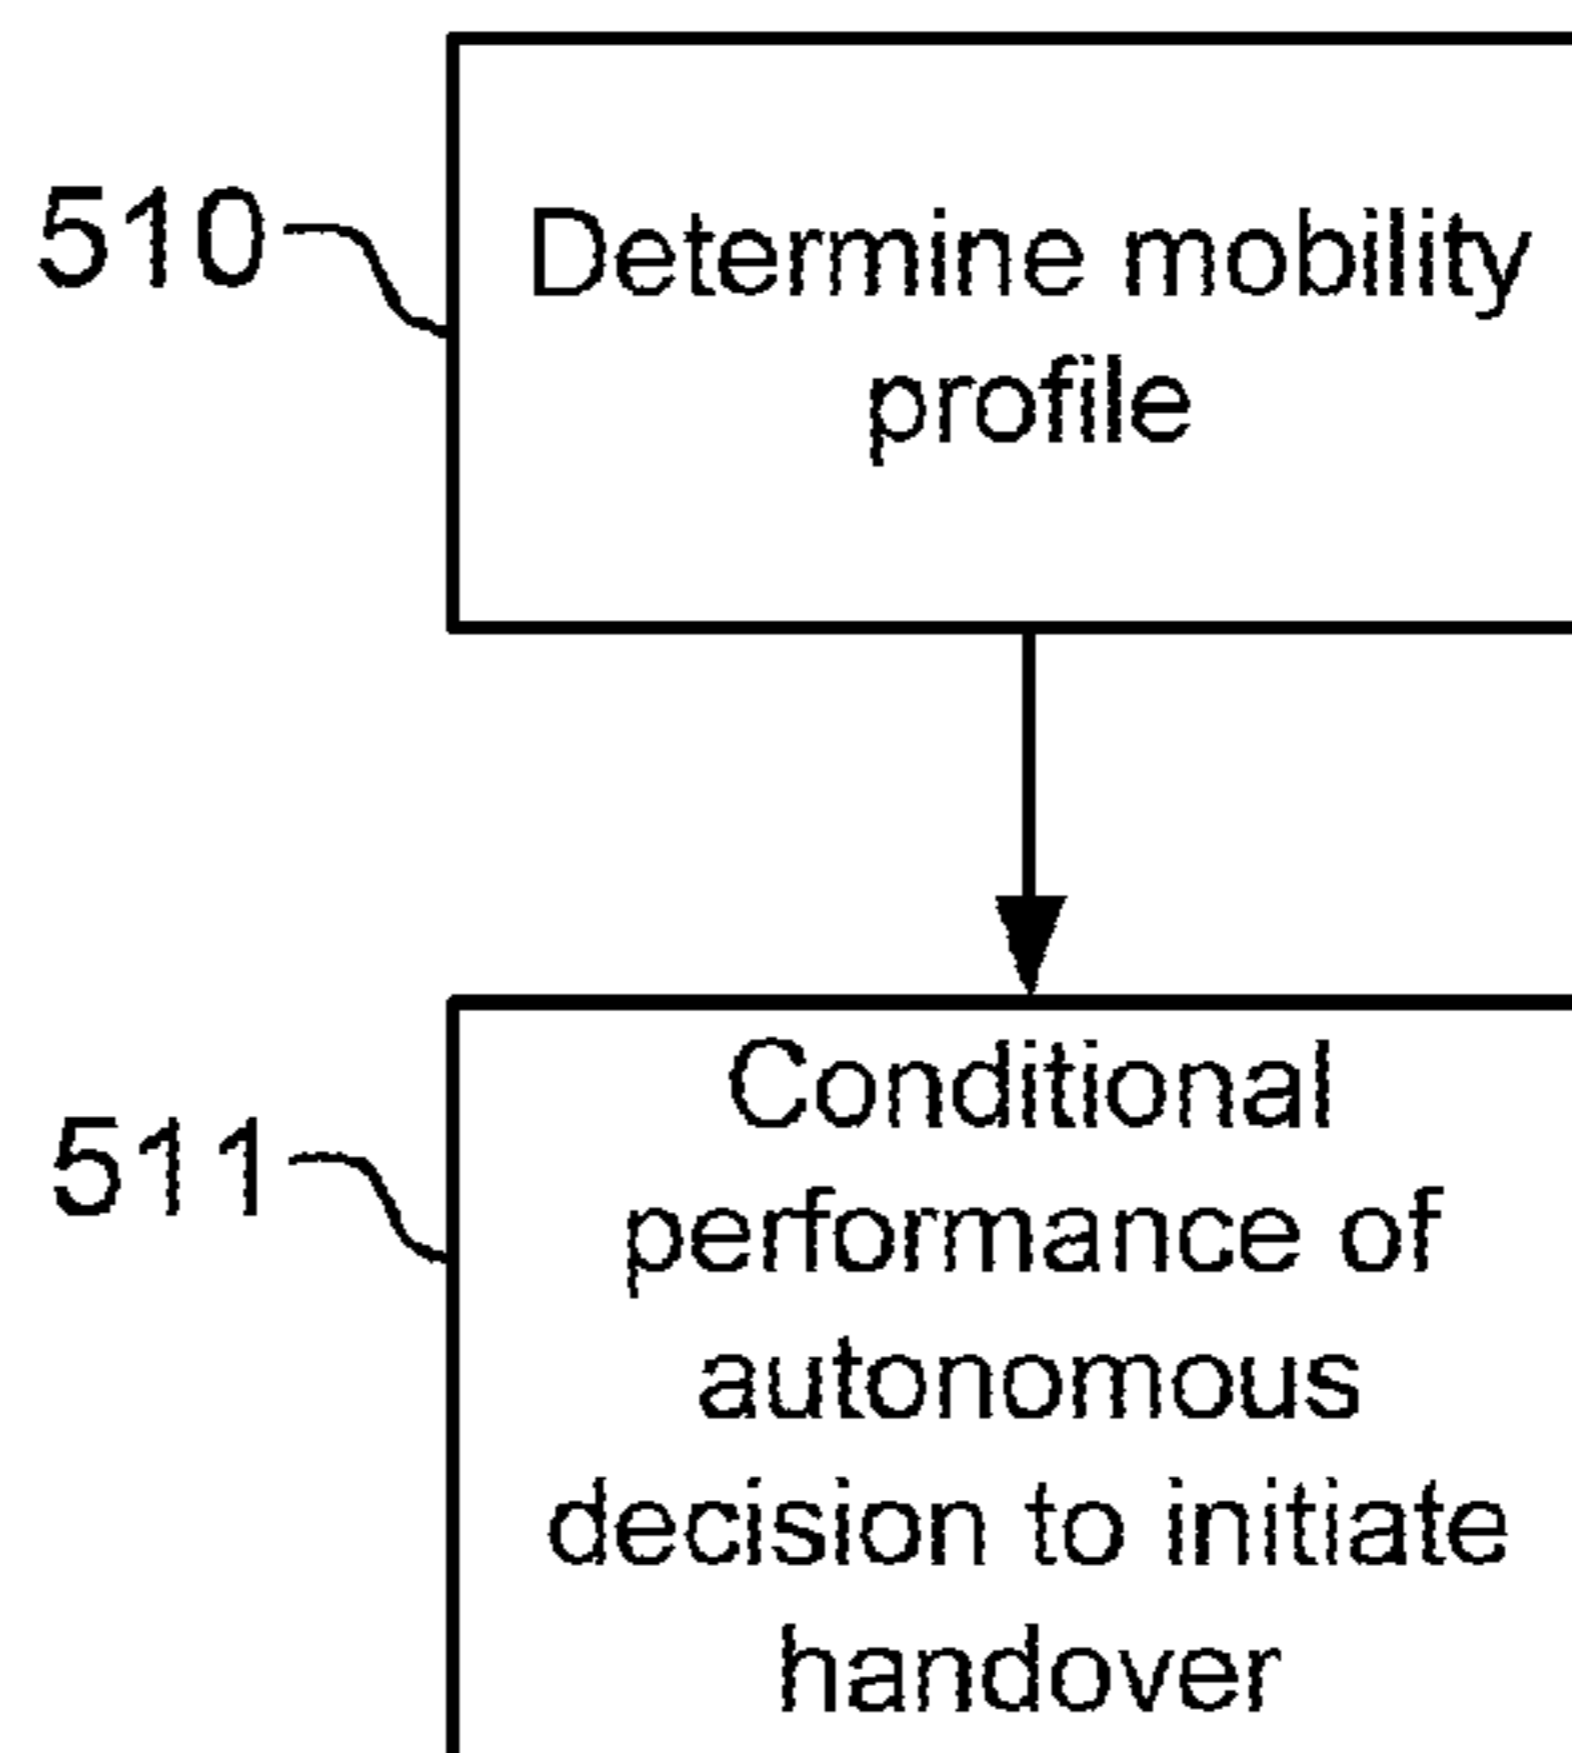 510
Determine mobility
profile
511
Conditional
performance of
autonomous
decision to initiate
handover